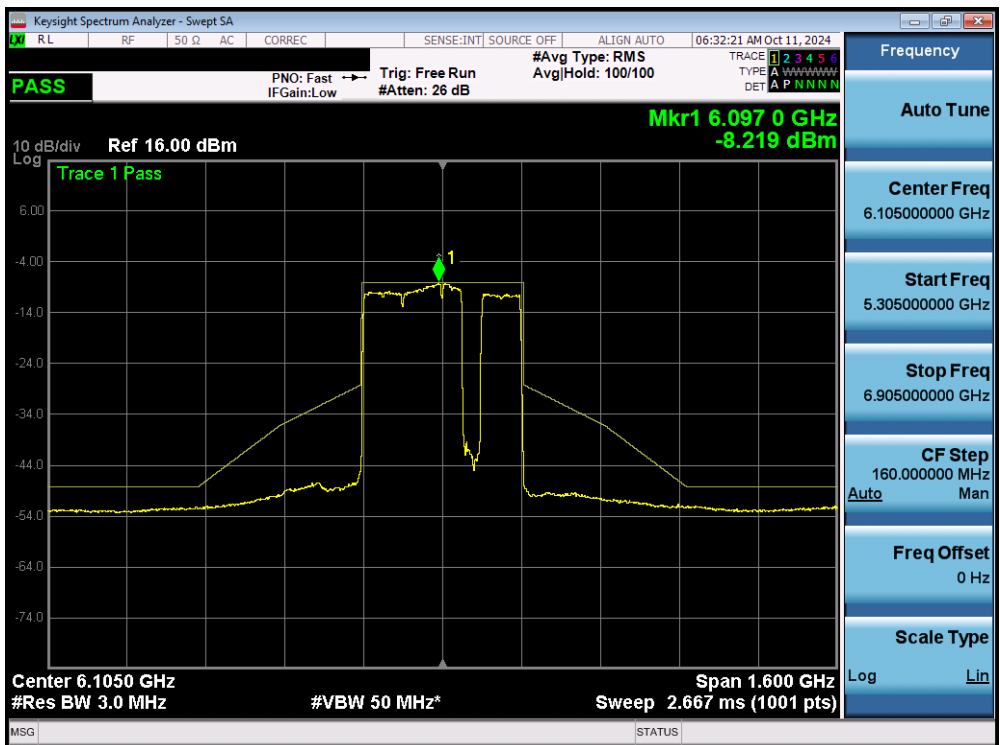 Keysight Spectrum Analyzer - Swept SA
LXI RL RF 50 Ω AC CORREC SENSE:INT SOURCE OFF ALIGN AUTO 06:32:21 AM Oct 11, 2024
PASS
PNO: Fast
IFGain:Low
Trig: Free Run
#Atten: 26 dB
#Avg Type: RMS
Avg|Hold: 100/100
TRACE 1 2 3 4 5 6
TYPE A WWWWW
DET A P N N N N
Mkr1 6.097 0 GHz
-8.219 dBm
10 dB/div Ref 16.00 dBm
Log
Trace 1 Pass
1
6.00
-4.00
-14.0
-24.0
-34.0
-44.0
-54.0
-64.0
-74.0
Center 6.1050 GHz Span 1.600 GHz
#Res BW 3.0 MHz #VBW 50 MHz* Sweep 2.667 ms (1001 pts)
MSG STATUS
Frequency
Auto Tune
Center Freq
6.105000000 GHz
Start Freq
5.305000000 GHz
Stop Freq
6.905000000 GHz
CF Step
160.000000 MHz
Auto Man
Freq Offset
0 Hz
Scale Type
Log Lin